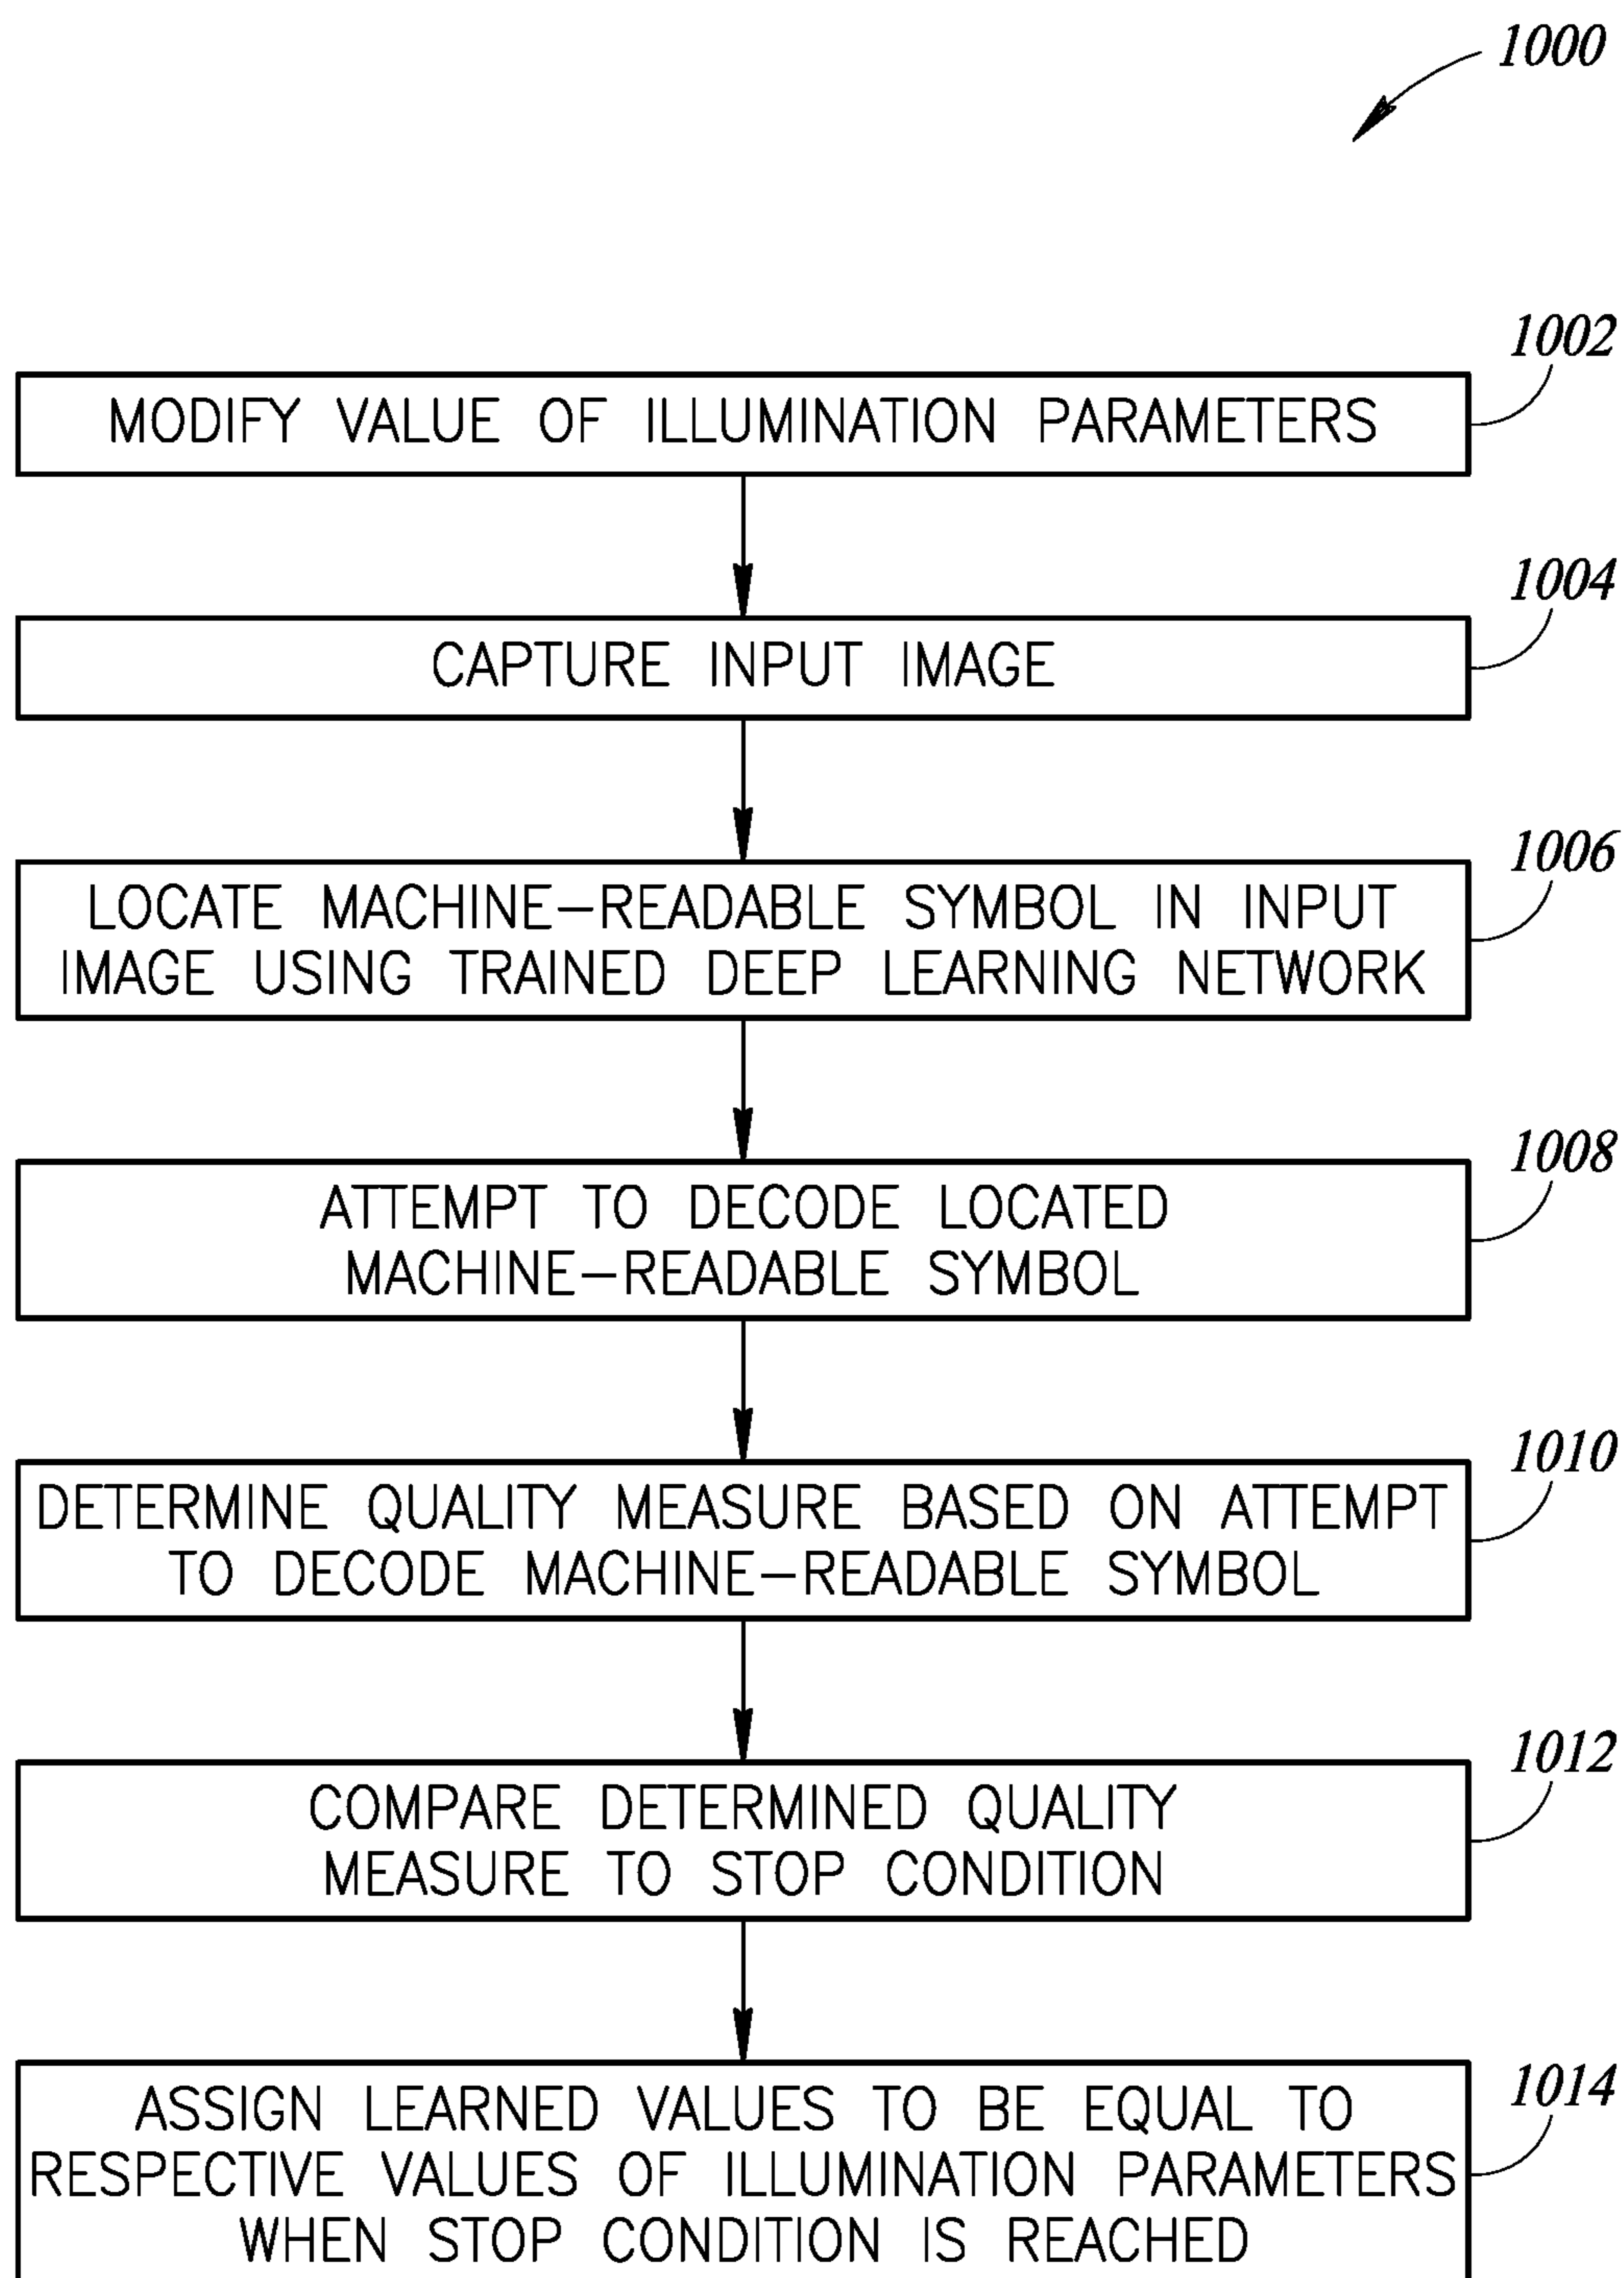 1000
1002
MODIFY VALUE OF ILLUMINATION PARAMETERS
1004
CAPTURE INPUT IMAGE
1006
LOCATE MACHINE-READABLE SYMBOL IN INPUT
IMAGE USING TRAINED DEEP LEARNING NETWORK
1008
ATTEMPT TO DECODE LOCATED
MACHINE-READABLE SYMBOL
1010
DETERMINE QUALITY MEASURE BASED ON ATTEMPT
TO DECODE MACHINE-READABLE SYMBOL
1012
COMPARE DETERMINED QUALITY
MEASURE TO STOP CONDITION
1014
ASSIGN LEARNED VALUES TO BE EQUAL TO
RESPECTIVE VALUES OF ILLUMINATION PARAMETERS
WHEN STOP CONDITION IS REACHED